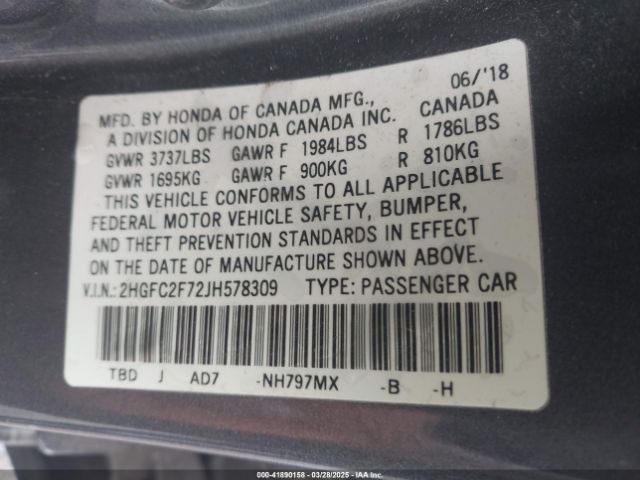 06/'18
MFD. BY HONDA OF CANADA MFG., CANADA
A DIVISION OF HONDA CANADA INC.
GVWR 3737LBS GAWR F 1984LBS R 1786LBS
GVWR 1695KG GAWR F 900KG R 810KG
THIS VEHICLE CONFORMS TO ALL APPLICABLE
FEDERAL MOTOR VEHICLE SAFETY, BUMPER,
AND THEFT PREVENTION STANDARDS IN EFFECT
ON THE DATE OF MANUFACTURE SHOWN ABOVE.
V.I.N.:2HGFC2F72JH578309 TYPE:PASSENGER CAR
TBD J AD7 -NH797MX -B -H
000-41890158 | 03/28/2025 | IAA Inc.